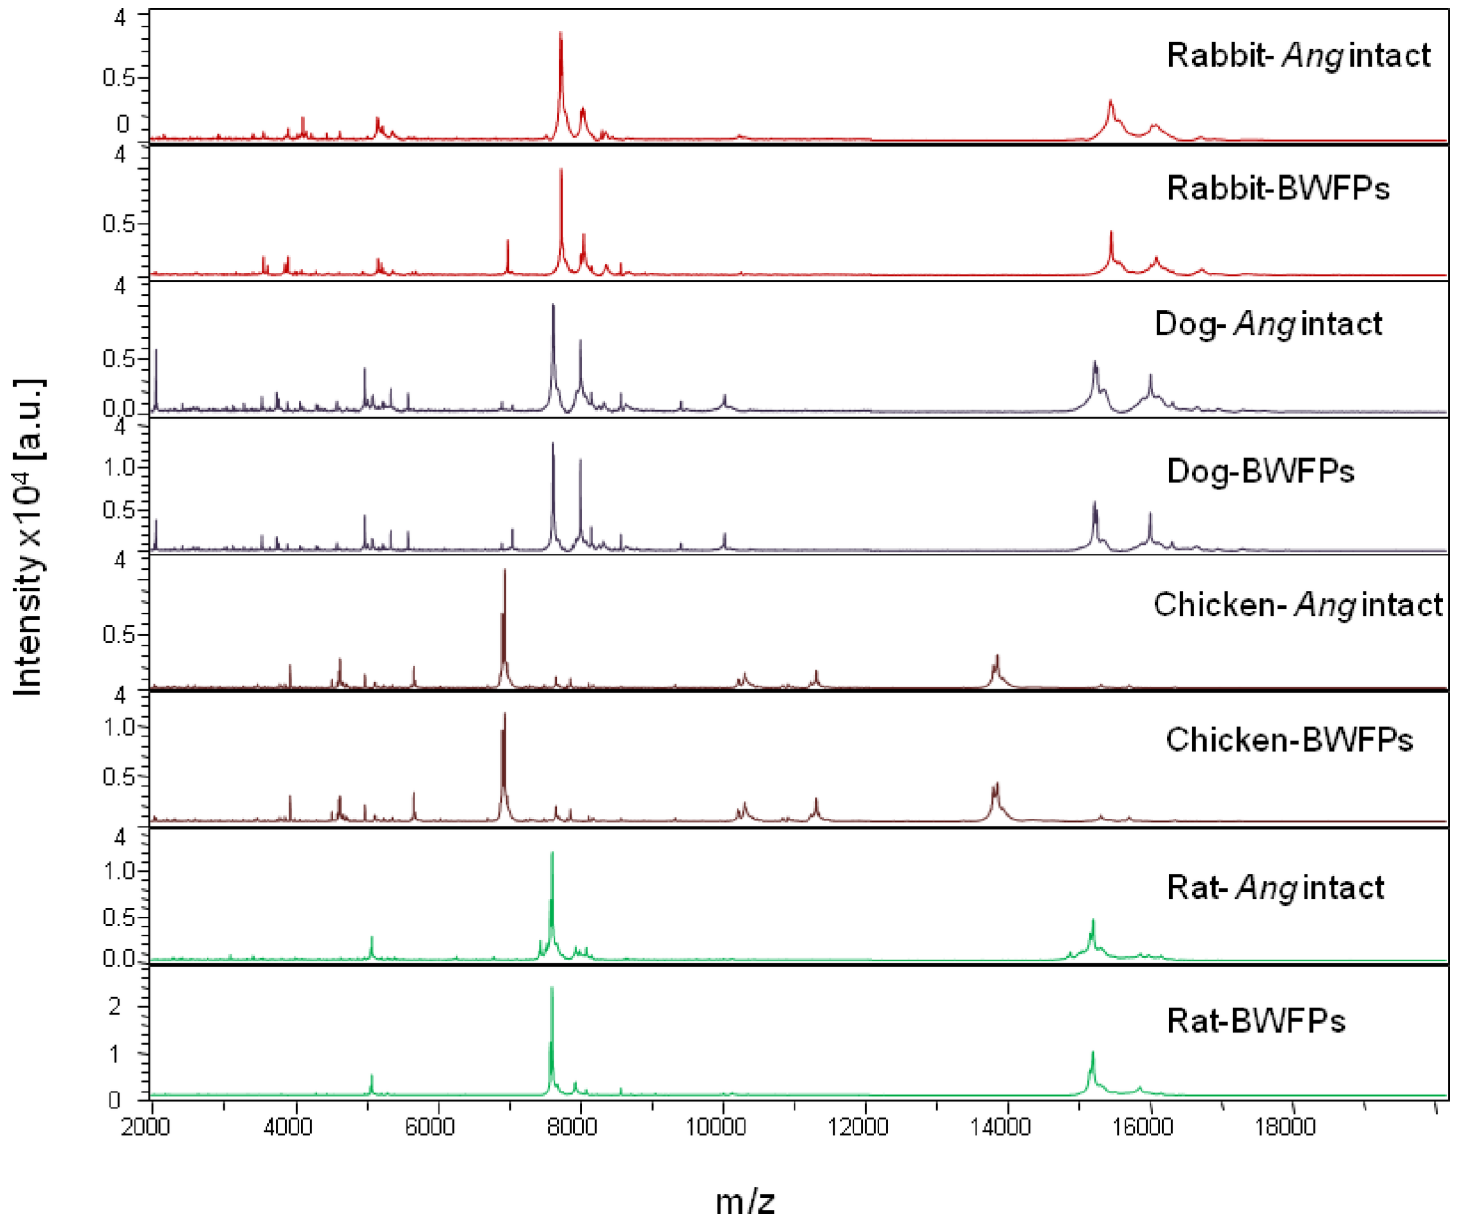 4
0.5
0
Rabbit- Ang intact
4
0.5
Rabbit-BWFPs
4
0.5
0.0
Dog- Ang intact
4
1.0
0.5
Dog-BWFPs
4
0.5
Chicken- Ang intact
4
1.0
0.5
Chicken-BWFPs
4
1.0
0.5
0.0
Rat- Ang intact
2
1
0
Rat-BWFPs
Intensity x10⁴ [a.u.]
2000 4000 6000 8000 10000 12000 14000 16000 18000
m/z